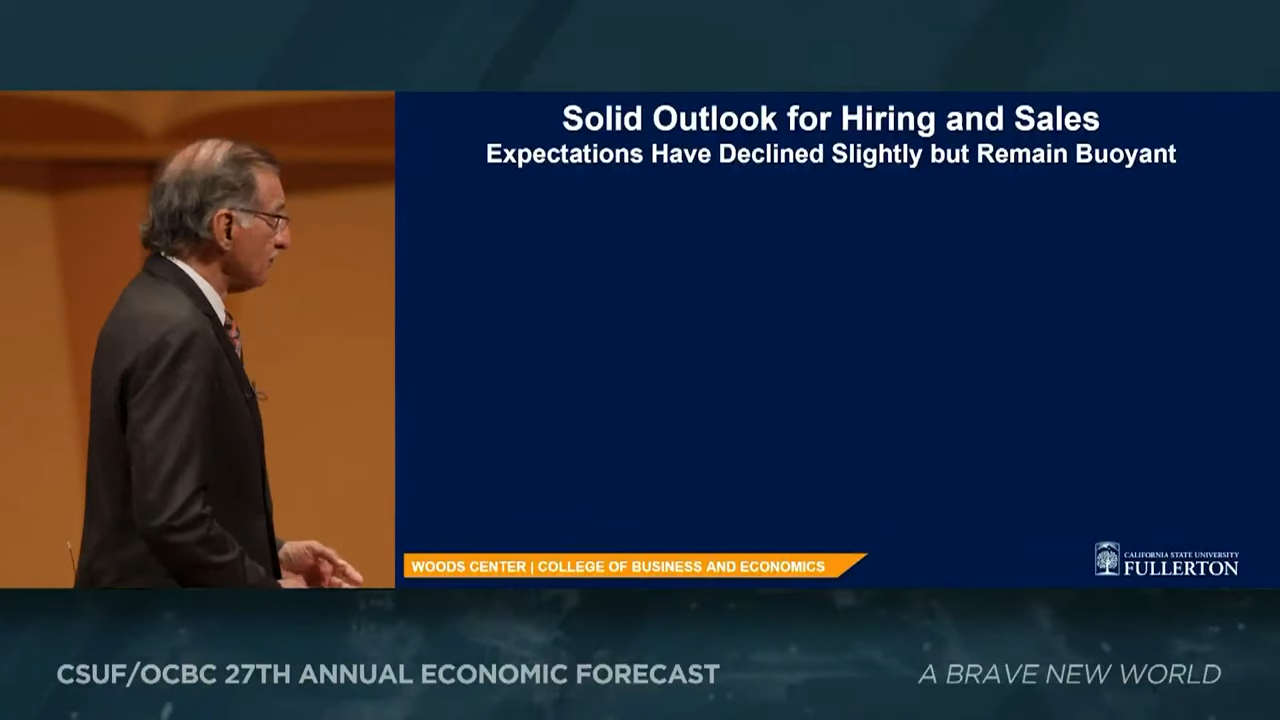 Solid Outlook for Hiring and Sales
Expectations Have Declined Slightly but Remain Buoyant
WOODS CENTER | COLLEGE OF BUSINESS AND ECONOMICS
CALIFORNIA STATE UNIVERSITY
FULLERTON
CSUF/OCBC 27TH ANNUAL ECONOMIC FORECAST
A BRAVE NEW WORLD